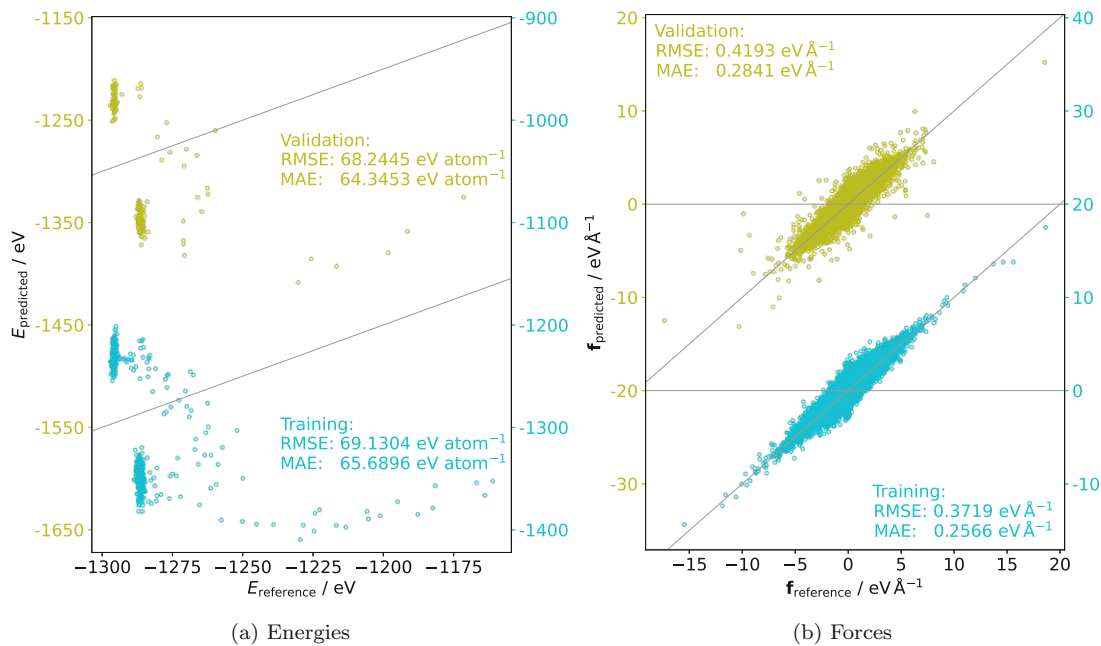 -1150
-1250
-1350
-1450
-1550
-1650
E_predicted / eV
-900
-1000
-1100
-1200
-1300
-1400
Validation:
RMSE: 68.2445 eV atom⁻¹
MAE: 64.3453 eV atom⁻¹
Training:
RMSE: 69.1304 eV atom⁻¹
MAE: 65.6896 eV atom⁻¹
−1300 −1275 −1250 −1225 −1200 −1175
E_reference / eV
(a) Energies
20
10
0
-10
-20
-30
f_predicted / eV Å⁻¹
40
30
20
10
0
-10
Validation:
RMSE: 0.4193 eV Å⁻¹
MAE: 0.2841 eV Å⁻¹
Training:
RMSE: 0.3719 eV Å⁻¹
MAE: 0.2566 eV Å⁻¹
−15 −10 −5 0 5 10 15 20
f_reference / eV Å⁻¹
(b) Forces